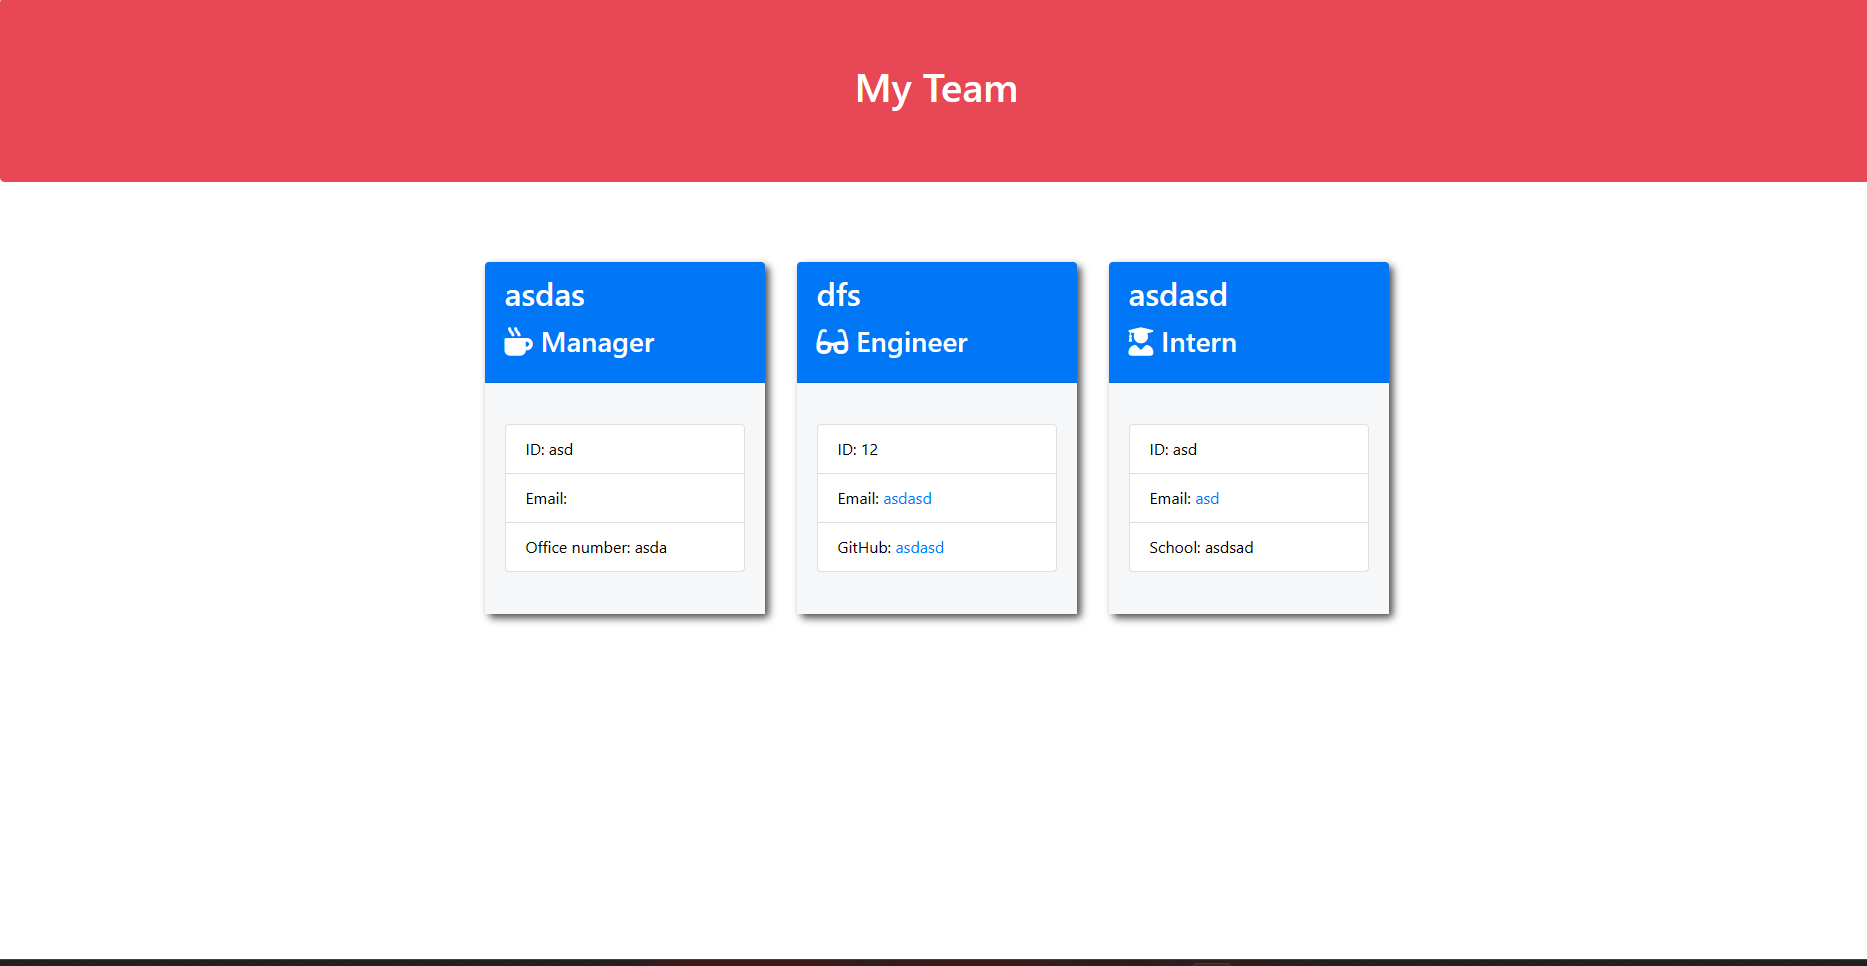 My Team
asdas
Manager
ID: asd
Email:
Office number: asda
dfs
Engineer
ID: 12
Email: asdasd
GitHub: asdasd
asdasd
Intern
ID: asd
Email: asd
School: asdsad